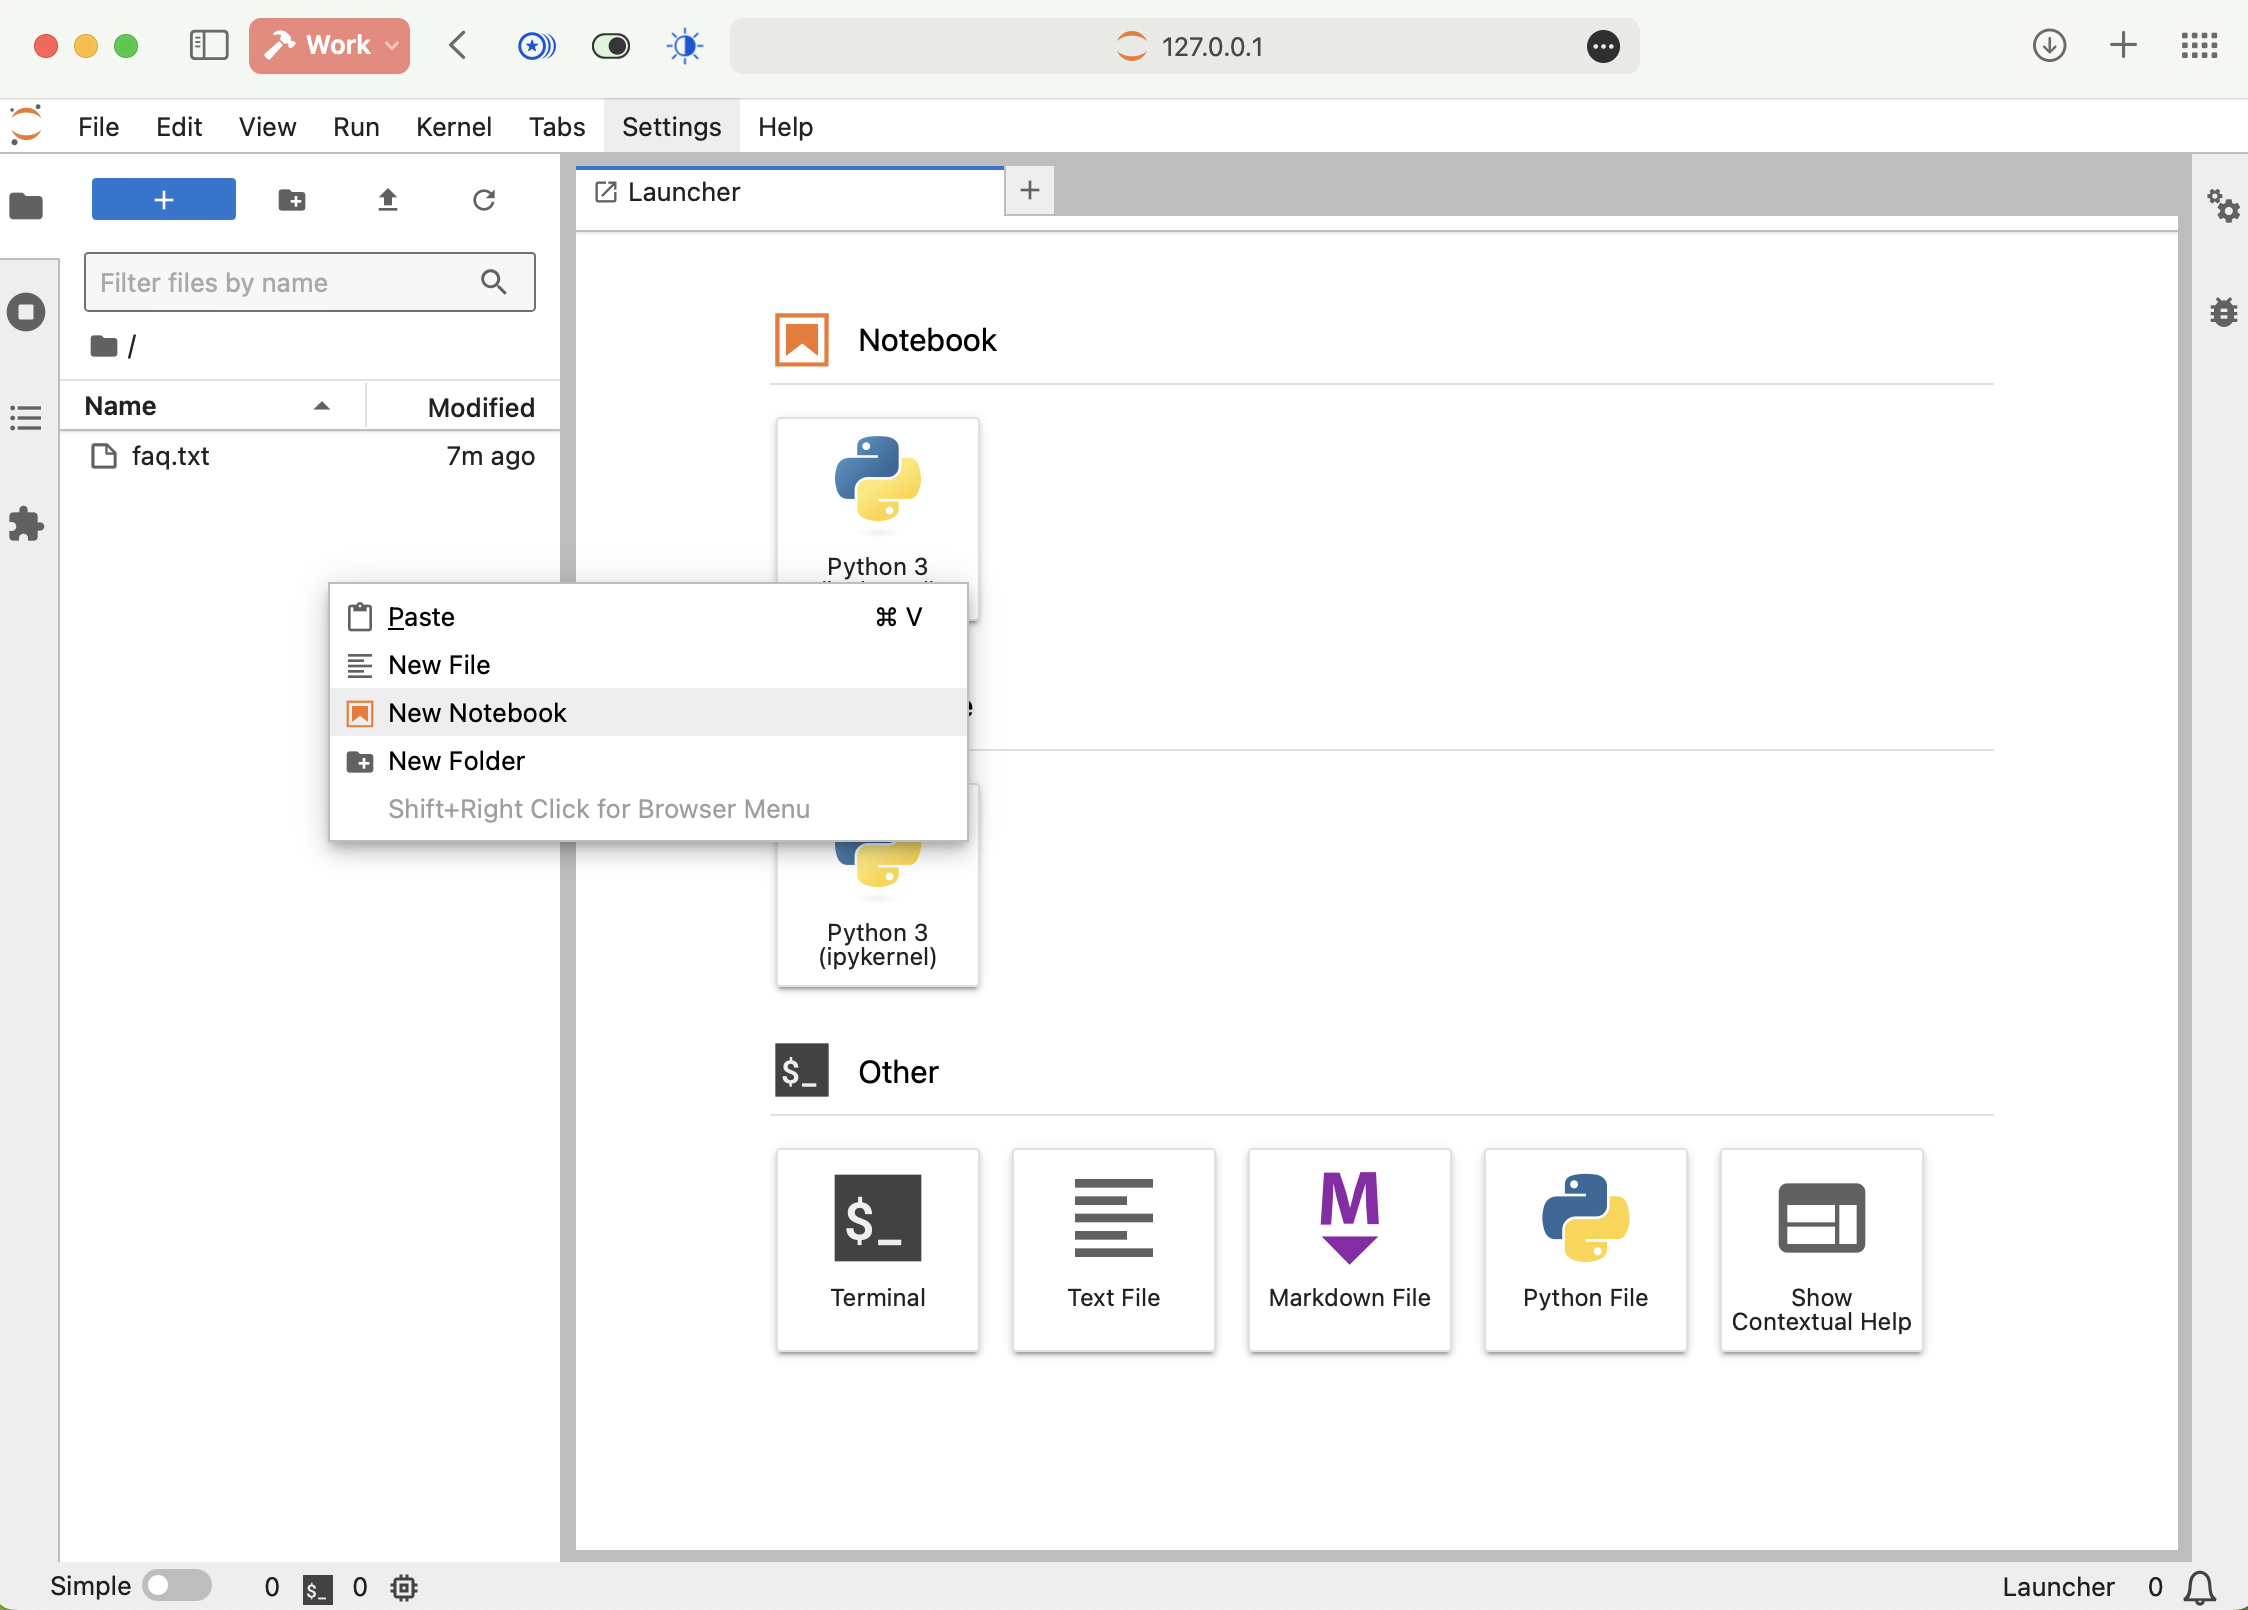 Work
127.0.0.1
File Edit View Run Kernel Tabs Settings Help
+
Launcher
+
Filter files by name
/
Name Modified
faq.txt 7m ago
Notebook
Python 3
Paste ⌘ V
New File
New Notebook
New Folder
Shift+Right Click for Browser Menu
Python 3
(ipykernel)
$_ Other
$_
Terminal
Text File
M
Markdown File
Python File
Show
Contextual Help
Simple 0 $_ 0 Launcher 0